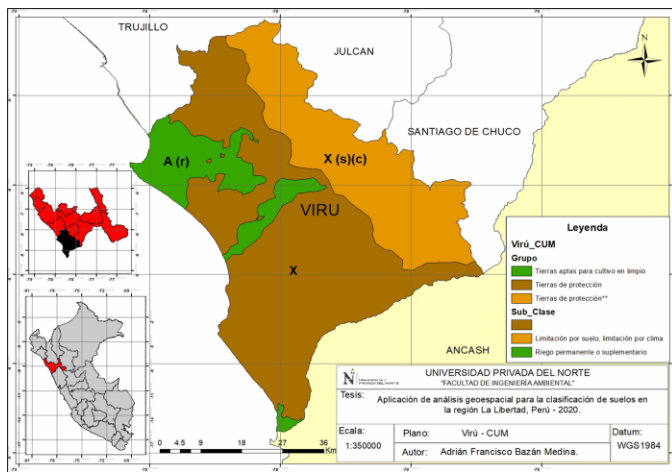 TRUJILLO
JULCAN
N
SANTIAGO DE CHUCO
A (r)
X (s)(c)
VIRU
X
ANCASH
Leyenda
Virú_CUM
Grupo
Tierras aptas para cultivo en limpio
Tierras de protección
Tierras de protección**
Sub_Clase
Limitación por suelo, limitación por clima
Riego permanente o suplementario
0 4.5 9 18 27 36
Km
UNIVERSIDAD PRIVADA DEL NORTE
"FACULTAD DE INGENIERÍA AMBIENTAL"
Tesis: Aplicación de análisis geoespacial para la clasificación de suelos en
la región La Libertad, Perú - 2020.
Ecala:
1:350000
Plano: Virú - CUM
Autor: Adrián Francisco Bazán Medina.
Datum:
WGS1984